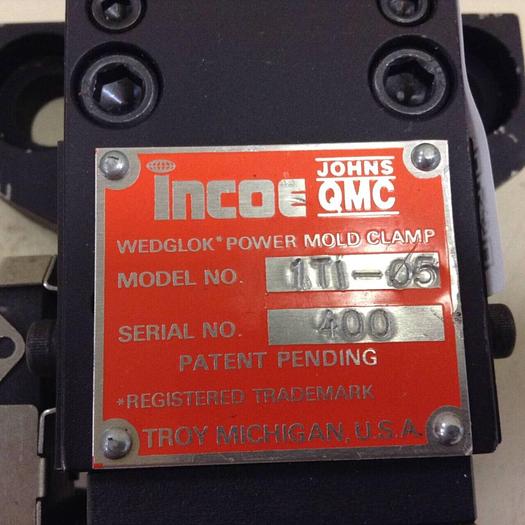 incoe JOHNS QMC
WEDGLOK* POWER MOLD CLAMP
MODEL NO. 1TI-05
SERIAL NO. 400
PATENT PENDING
*REGISTERED TRADEMARK
TROY MICHIGAN, U.S.A.